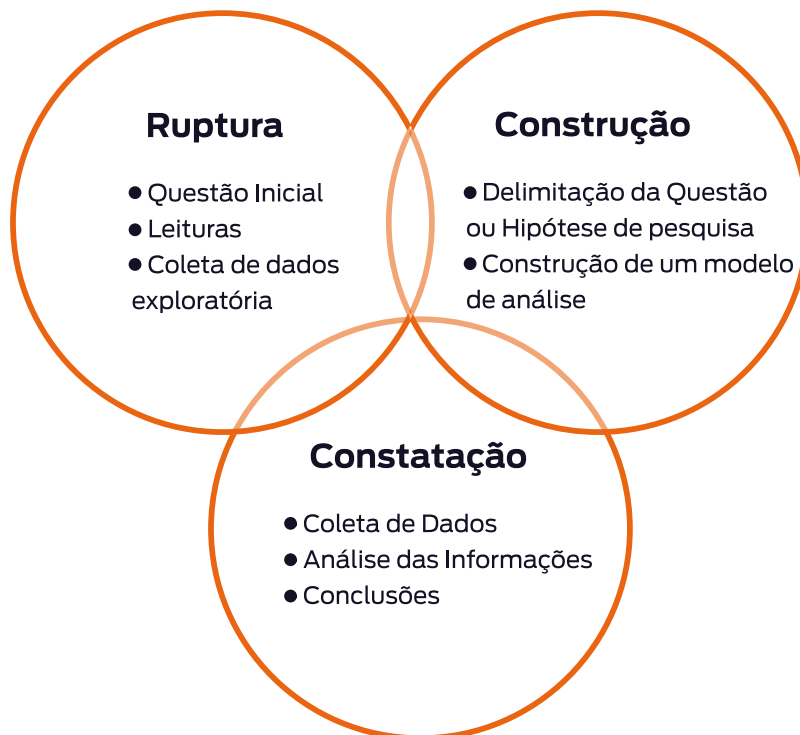 Ruptura
● Questão Inicial
● Leituras
● Coleta de dados
exploratória
Construção
● Delimitação da Questão
ou Hipótese de pesquisa
● Construção de um modelo
de análise
Constatação
● Coleta de Dados
● Análise das Informações
● Conclusões